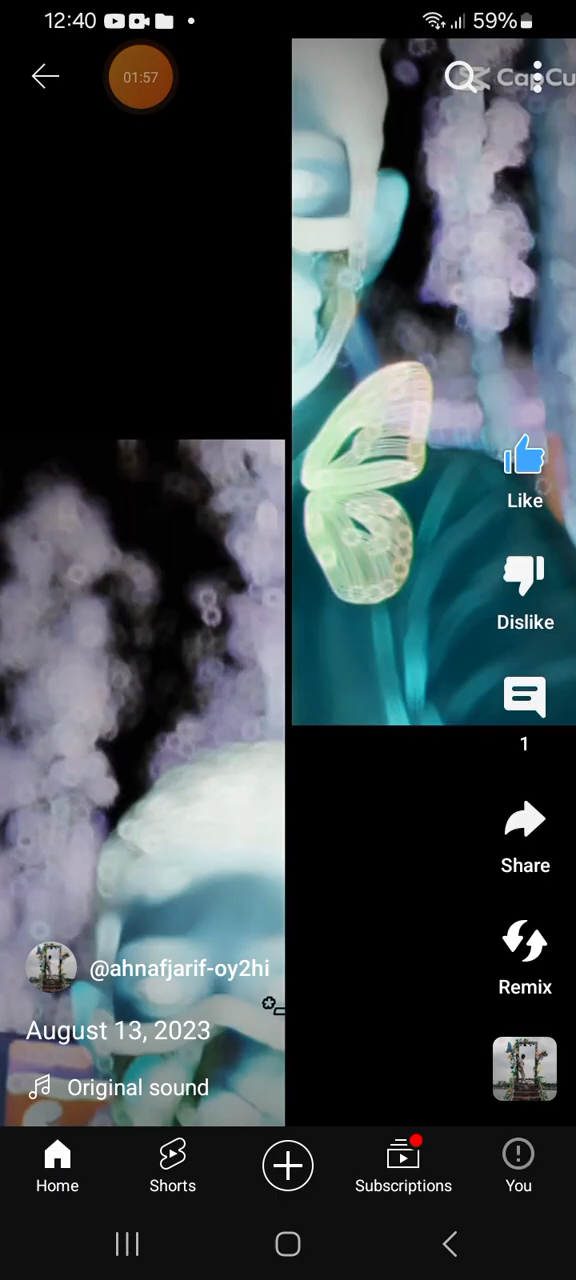 12:40
59%
01:57
CapCu
Like
Dislike
1
Share
Remix
@ahnafjarif-oy2hi
August 13, 2023
Original sound
Home
Shorts
Subscriptions
You